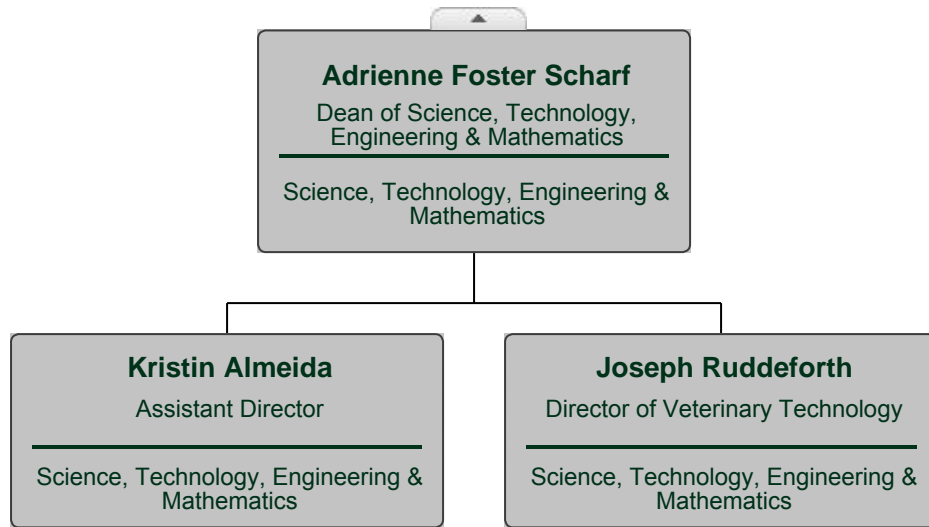 Adrienne Foster Scharf
Dean of Science, Technology,
Engineering & Mathematics
Science, Technology, Engineering &
Mathematics
Kristin Almeida
Assistant Director
Science, Technology, Engineering &
Mathematics
Joseph Ruddeforth
Director of Veterinary Technology
Science, Technology, Engineering &
Mathematics